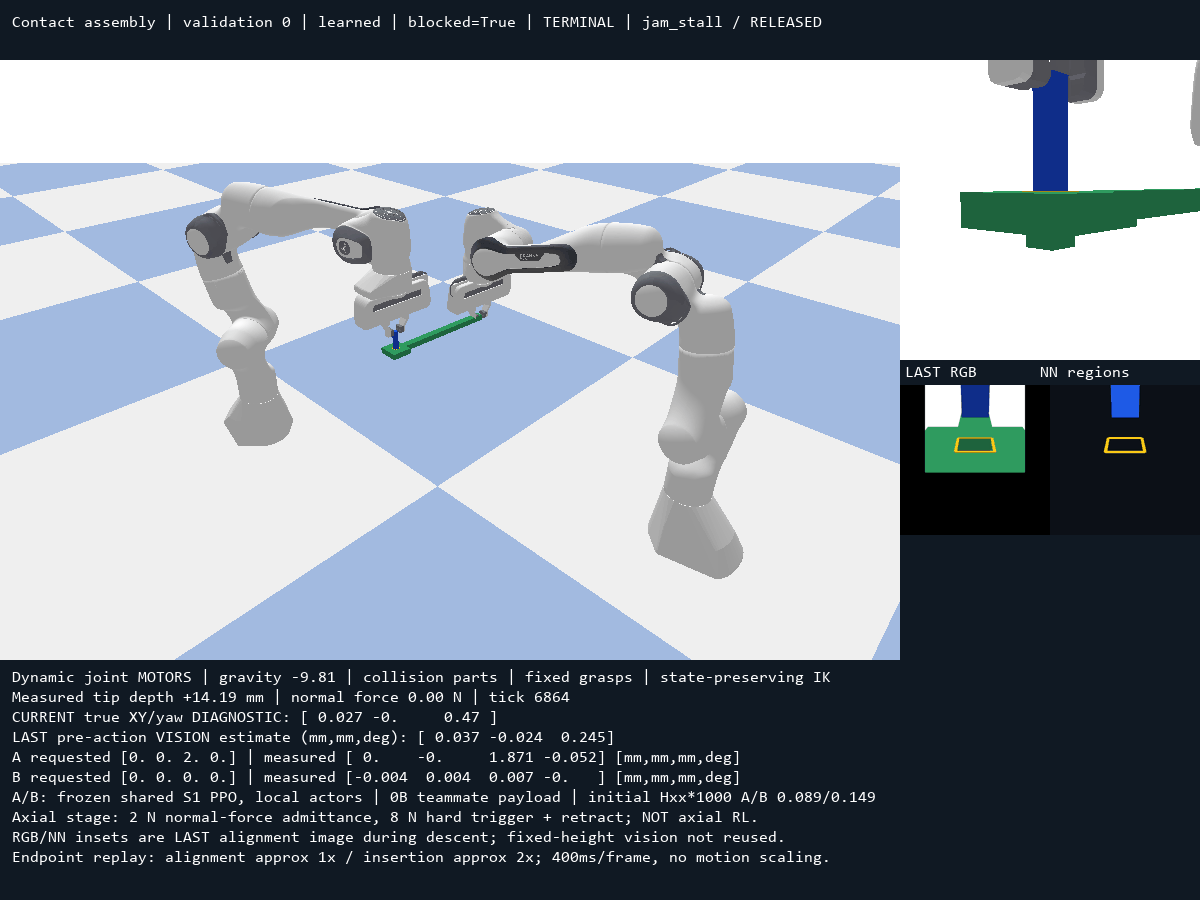 Contact assembly | validation 0 | learned | blocked=True | TERMINAL | jam_stall / RELEASED
LAST RGB
NN regions
Dynamic joint MOTORS | gravity -9.81 | collision parts | fixed grasps | state-preserving IK
Measured tip depth +14.19 mm | normal force 0.00 N | tick 6864
CURRENT true XY/yaw DIAGNOSTIC: [ 0.027 -0.     0.47 ]
LAST pre-action VISION estimate (mm,mm,deg): [ 0.037 -0.024  0.245]
A requested [0. 0. 2. 0.] | measured [ 0.    -0.     1.871 -0.052] [mm,mm,mm,deg]
B requested [0. 0. 0. 0.] | measured [-0.004  0.004  0.007 -0.   ] [mm,mm,mm,deg]
A/B: frozen shared S1 PPO, local actors | 0B teammate payload | initial Hxx*1000 A/B 0.089/0.149
Axial stage: 2 N normal-force admittance, 8 N hard trigger + retract; NOT axial RL.
RGB/NN insets are LAST alignment image during descent; fixed-height vision not reused.
Endpoint replay: alignment approx 1x / insertion approx 2x; 400ms/frame, no motion scaling.